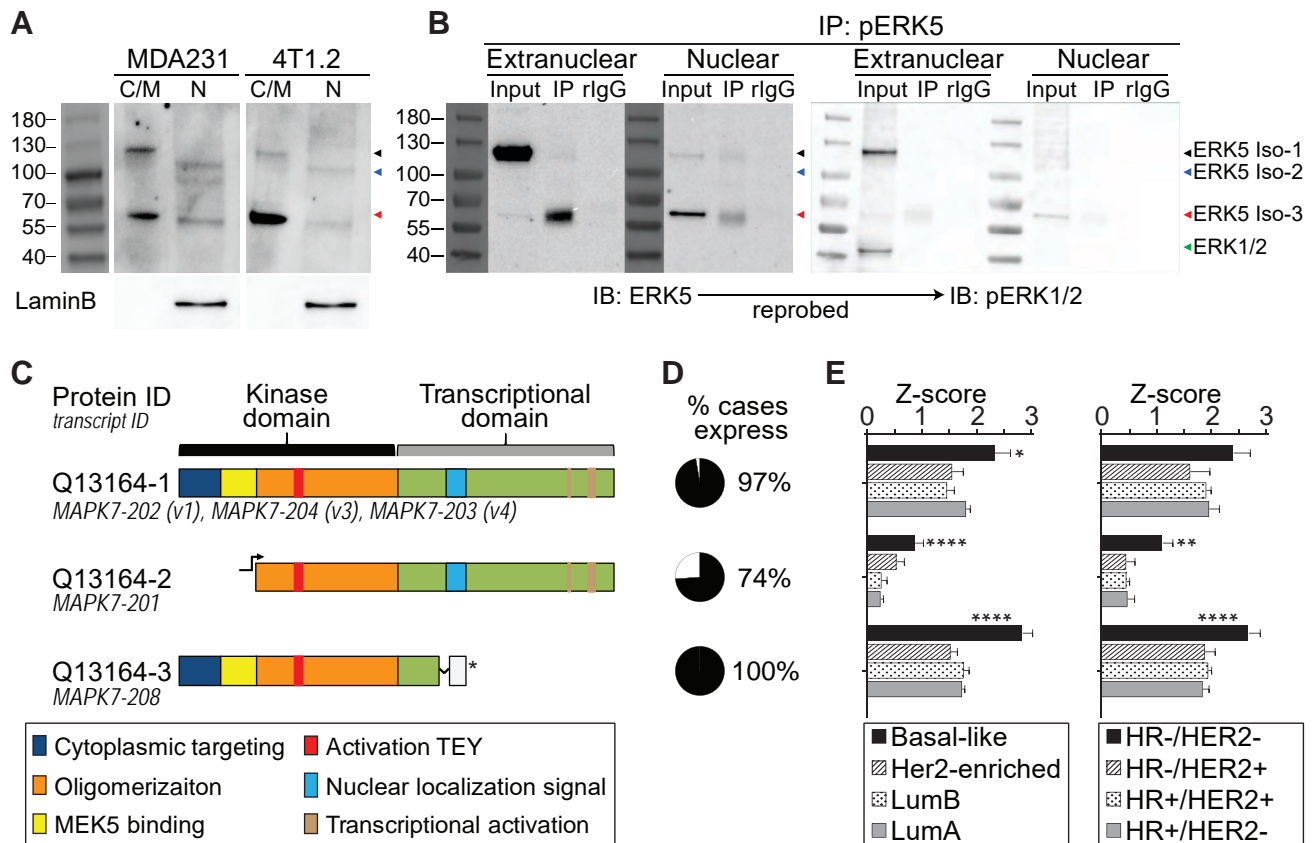 A
MDA231 4T1.2
C/M N C/M N
180
130
100
70
55
40
LaminB
B
IP: pERK5
Extranuclear Nuclear Extranuclear Nuclear
Input IP rIgG Input IP rIgG Input IP rIgG Input IP rIgG
180
130
100
70
55
40
ERK5 Iso-1
ERK5 Iso-2
ERK5 Iso-3
ERK1/2
IB: ERK5 IB: pERK1/2
reprobed
C
Protein ID
transcript ID
Kinase
domain
Transcriptional
domain
Q13164-1
MAPK7-202 (v1), MAPK7-204 (v3), MAPK7-203 (v4)
Q13164-2
MAPK7-201
Q13164-3
MAPK7-208
*
Cytoplasmic targeting
Oligomerizaiton
MEK5 binding
Activation TEY
Nuclear localization signal
Transcriptional activation
D
% cases
express
97%
74%
100%
E
Z-score
0 1 2 3
*
****
****
Basal-like
Her2-enriched
LumB
LumA
Z-score
0 1 2 3
**
****
HR-/HER2-
HR-/HER2+
HR+/HER2+
HR+/HER2-